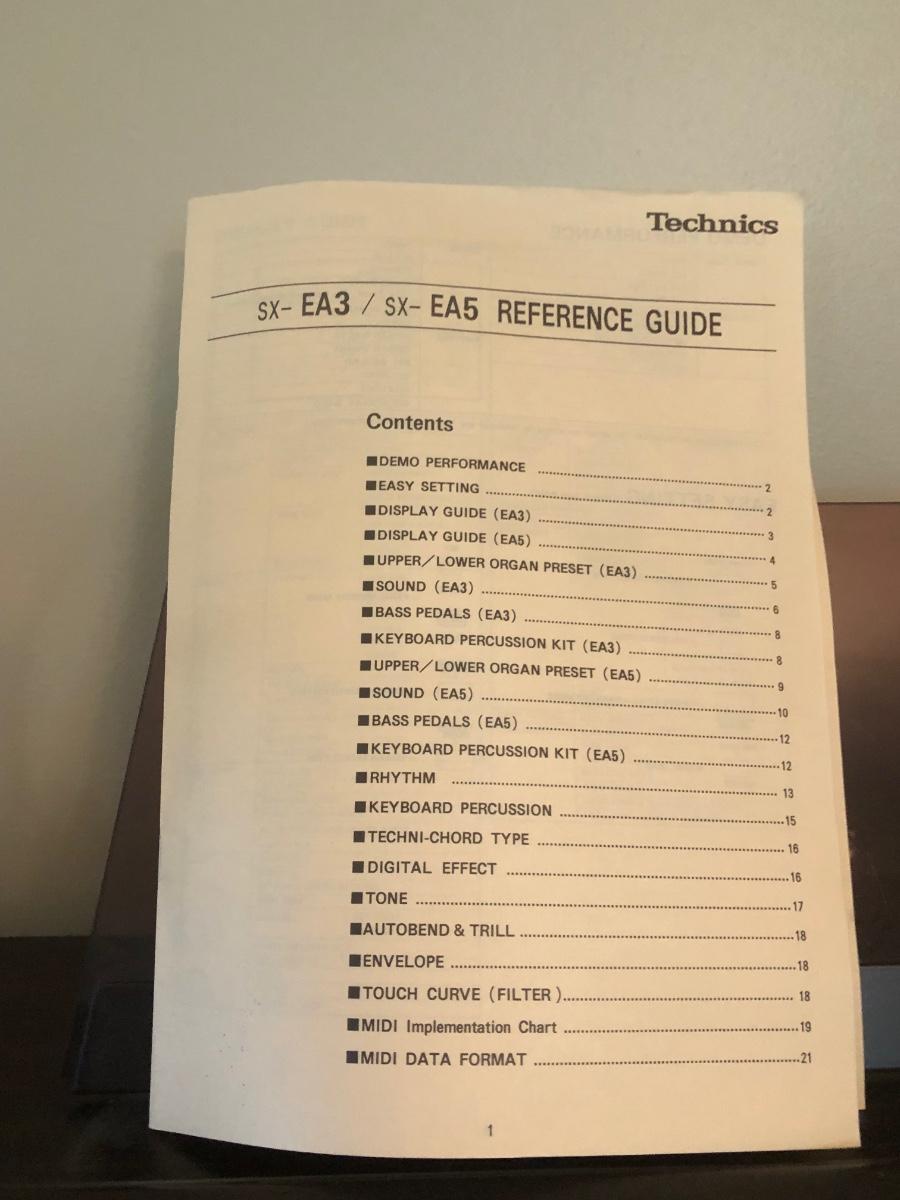 Technics
SX- EA3 / SX- EA5 REFERENCE GUIDE
Contents
■DEMO PERFORMANCE ........ 2
■EASY SETTING ........ 2
■DISPLAY GUIDE (EA3) ........ 3
■DISPLAY GUIDE (EA5) ........ 4
■UPPER/LOWER ORGAN PRESET (EA3) ........ 5
■SOUND (EA3) ........ 6
■BASS PEDALS (EA3) ........ 8
■KEYBOARD PERCUSSION KIT (EA3) ........ 8
■UPPER/LOWER ORGAN PRESET (EA5) ........ 9
■SOUND (EA5) ........ 10
■BASS PEDALS (EA5) ........ 12
■KEYBOARD PERCUSSION KIT (EA5) ........ 12
■RHYTHM ........ 13
■KEYBOARD PERCUSSION ........ 15
■TECHNI-CHORD TYPE ........ 16
■DIGITAL EFFECT ........ 16
■TONE ........ 17
■AUTOBEND & TRILL ........ 18
■ENVELOPE ........ 18
■TOUCH CURVE (FILTER) ........ 18
■MIDI Implementation Chart ........ 19
■MIDI DATA FORMAT ........ 21
1